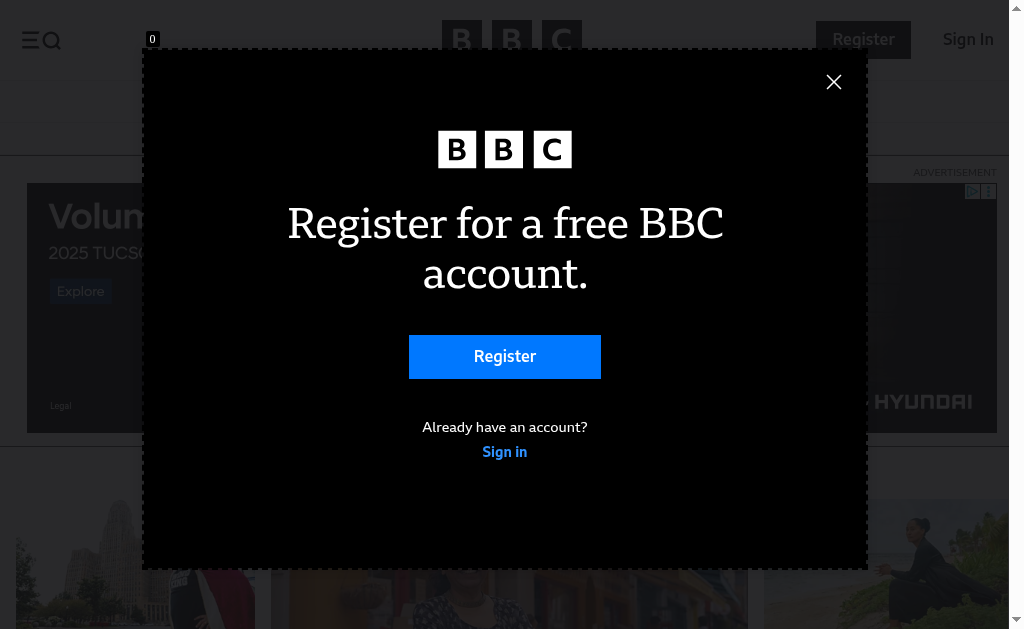 0
BBC
Register
Sign In
BBC
Register for a free BBC
account.
Register
Already have an account?
Sign in
ADVERTISEMENT
Volum
2025 TUCS
Explore
Legal
HYUNDAI